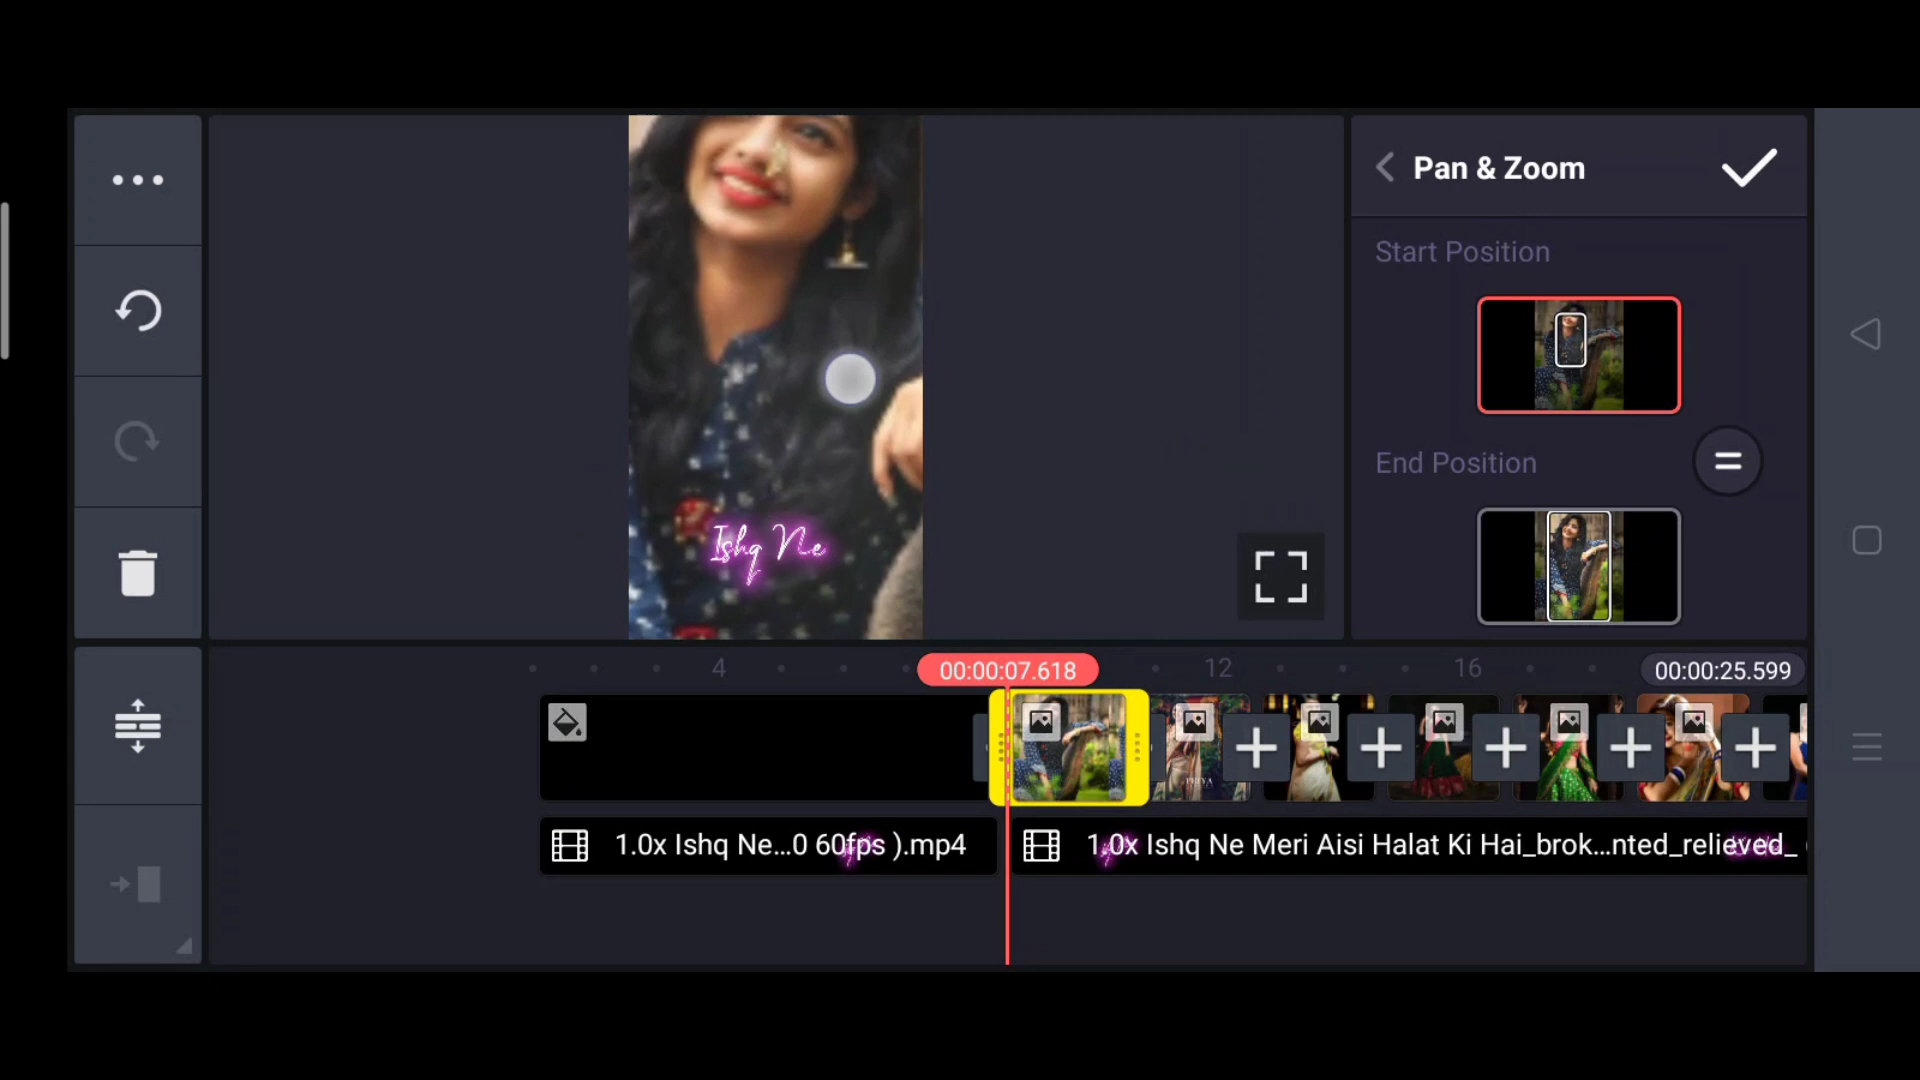 Pan & Zoom
Start Position
End Position
Ishq Ne
4
00:00:07.618
12
16
00:00:25.599
PRIYA
1.0x Ishq Ne...0 60fps ).mp4
1.0x Ishq Ne Meri Aisi Halat Ki Hai_brok...nted_relieved_